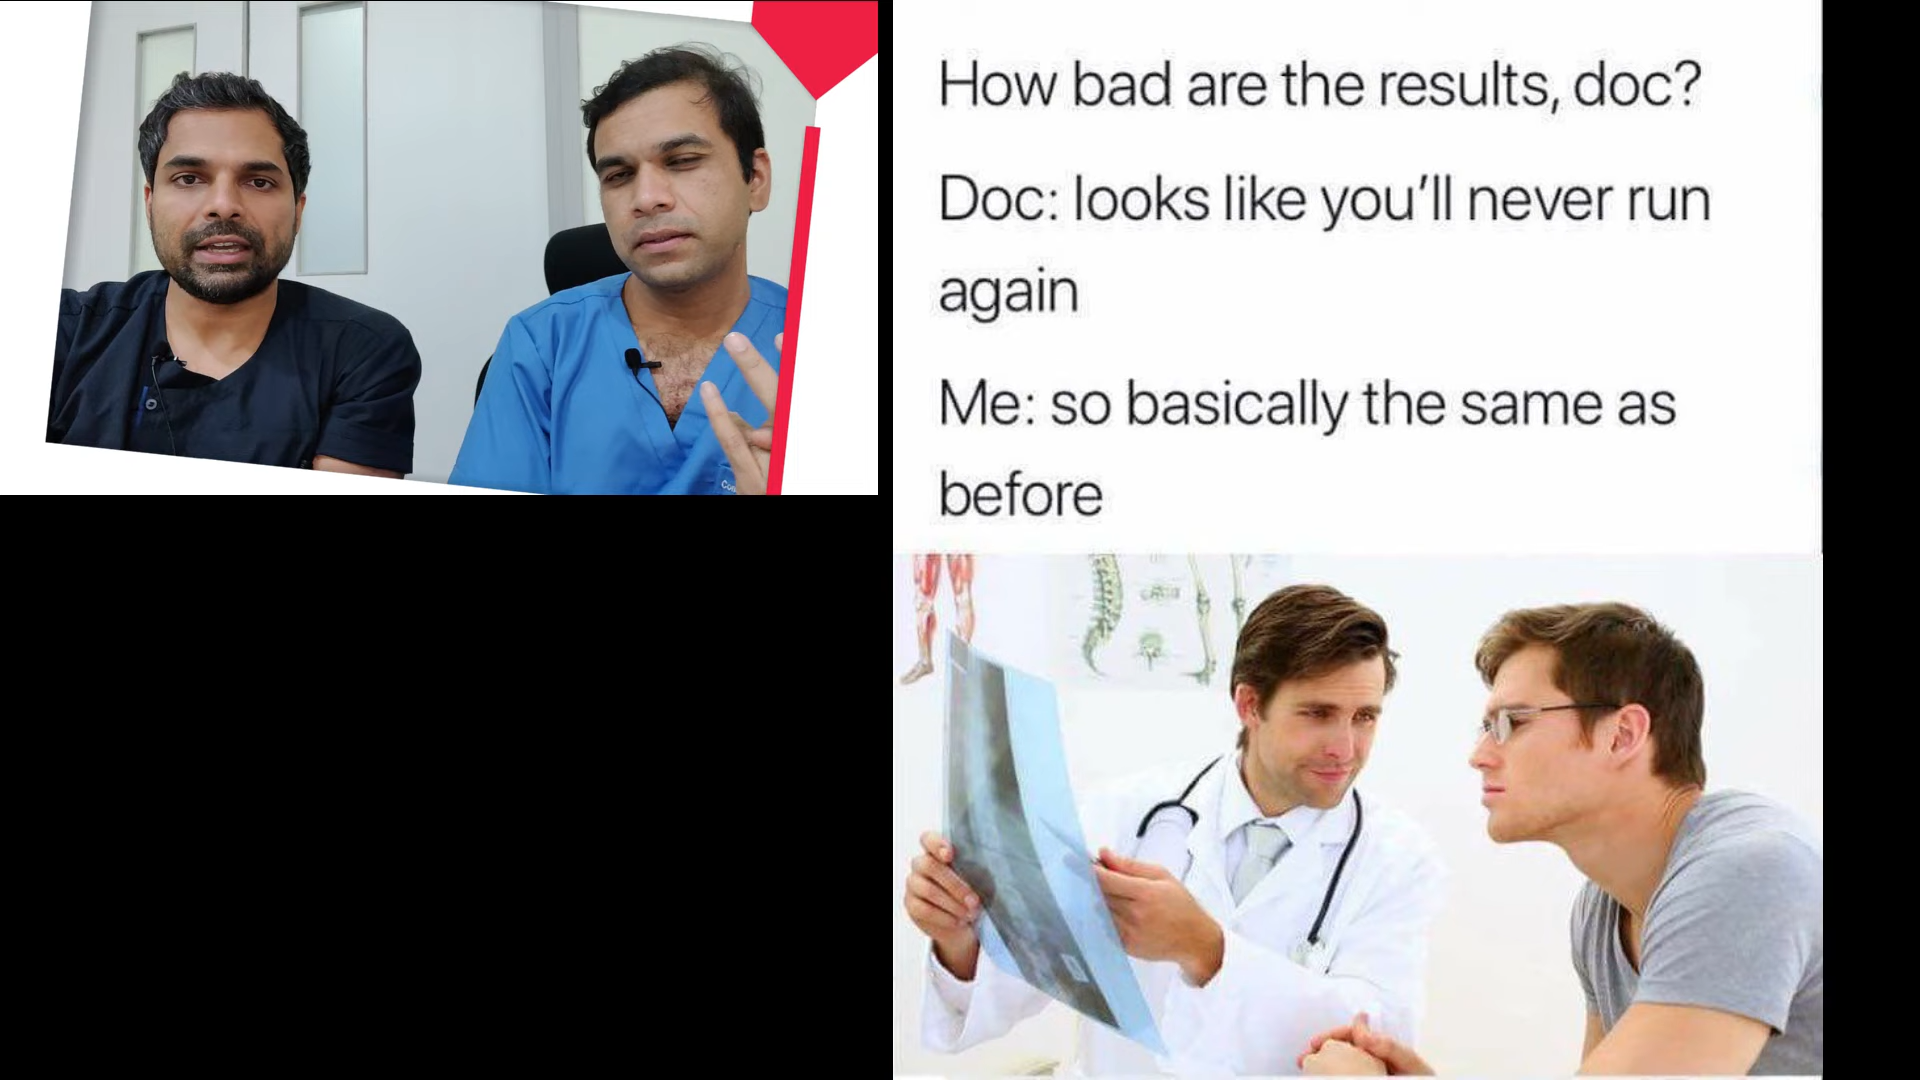 How bad are the results, doc?
Doc: looks like you’ll never run
again
Me: so basically the same as
before